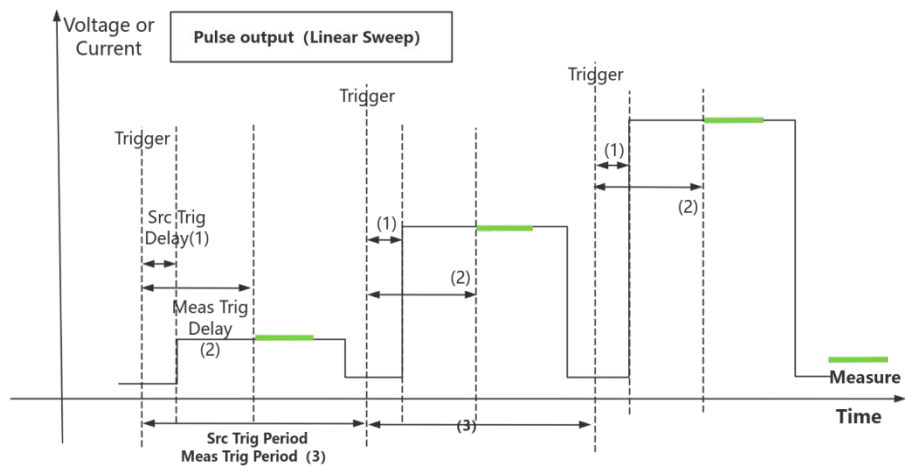 Voltage or
Current
Pulse output（Linear Sweep）
Trigger
Trigger
Trigger
Src Trig
Delay(1)
Meas Trig
Delay
(2)
(1)
(2)
(1)
(2)
Measure
Time
Src Trig Period
Meas Trig Period（3）
(3)